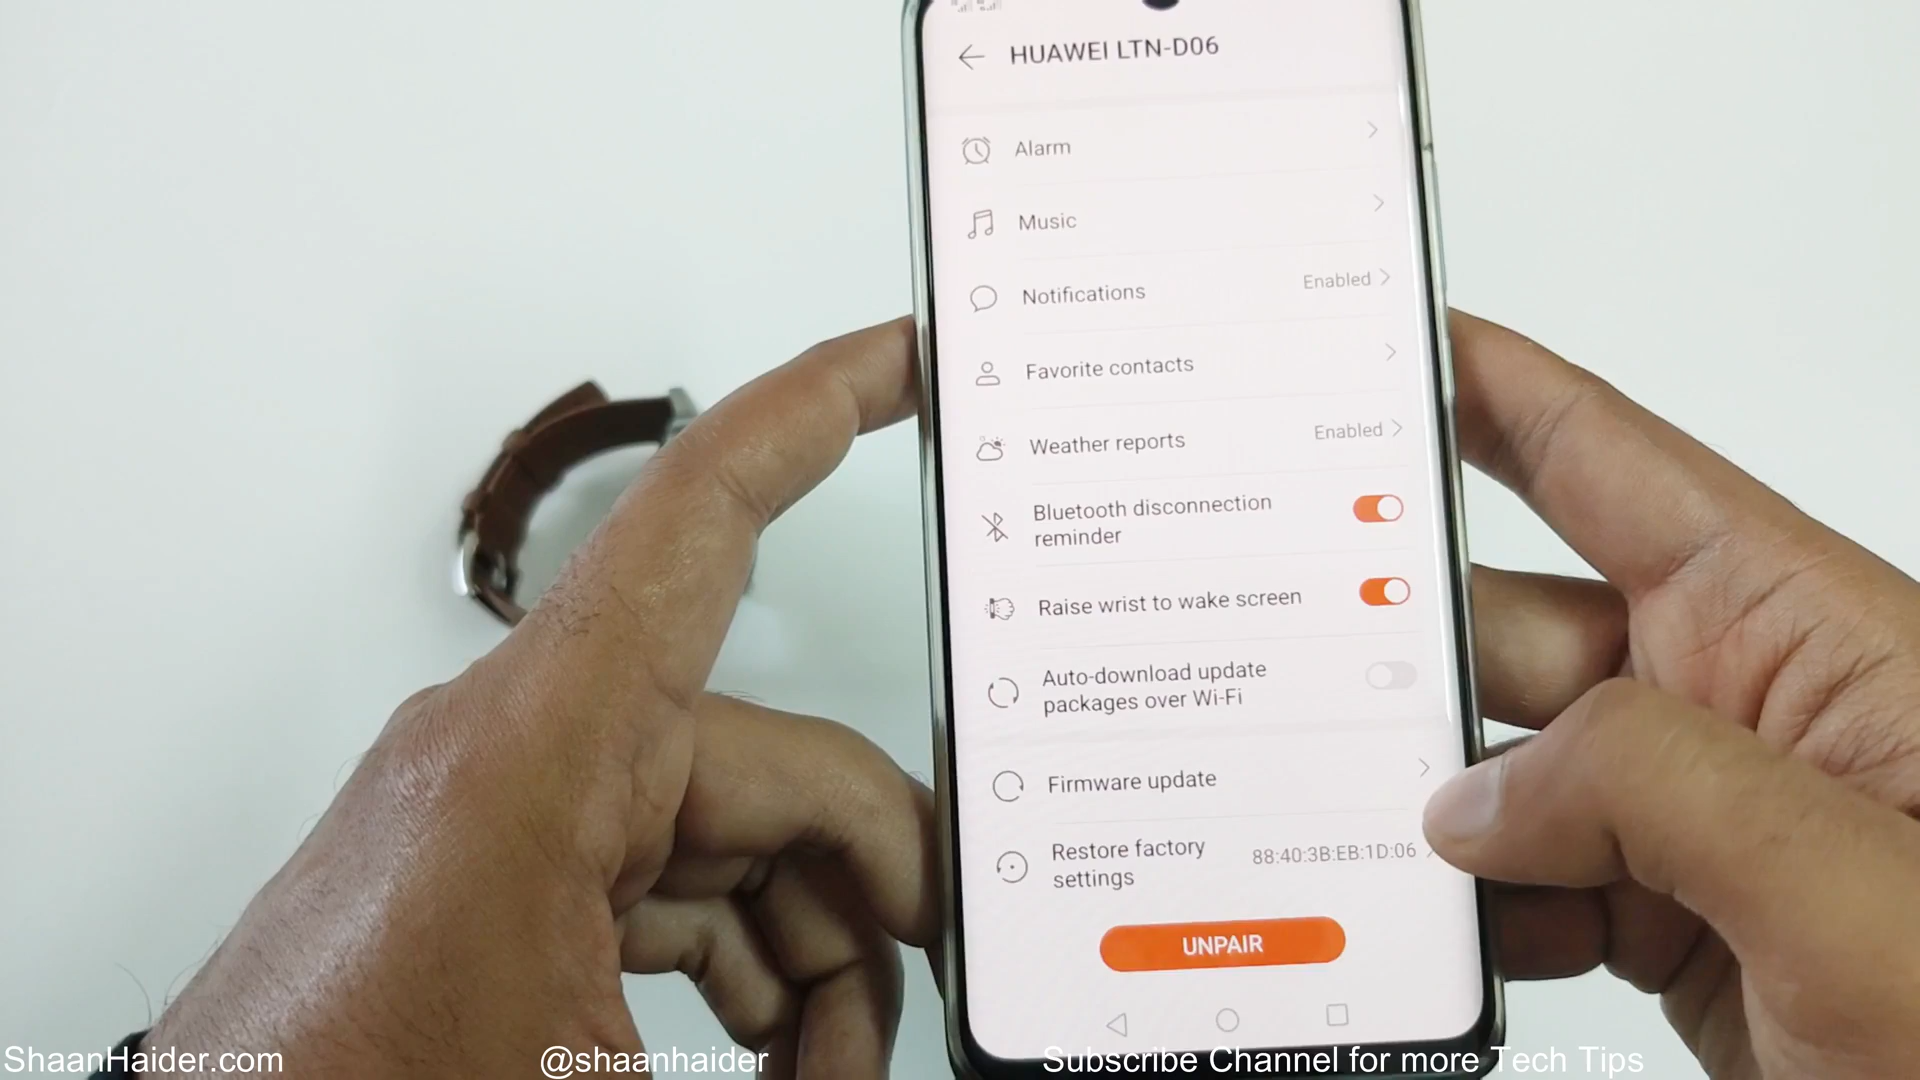 HUAWEI LTN-D06
Alarm
Music
Notifications Enabled
Favorite contacts
Weather reports Enabled
Bluetooth disconnection
reminder
Raise wrist to wake screen
Auto-download update
packages over Wi-Fi
Firmware update
Restore factory
settings 88:40:3B:EB:1D:06
UNPAIR
ShaanHaider.com @shaanhaider Subscribe Channel for more Tech Tips